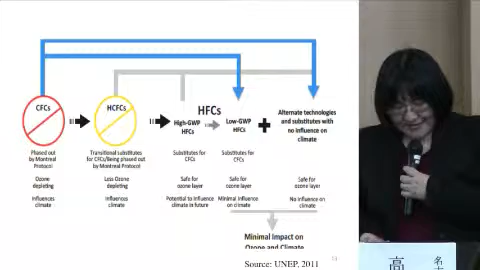 CFCs
HCFCs
HFCs
High-GWP
HFCs
Low-GWP
HFCs
Alternate technologies
and substitutes with
no influence on
climate
Phased out
by Montreal
Protocol
Transitional substitutes
for CFCs/Being phased out
by Montreal Protocol
Substitutes for
CFCs
Substitutes for
CFCs
Ozone
depleting
Less Ozone
depleting
Safe for
ozone layer
Safe for
ozone layer
Safe for
ozone layer
Influences
climate
Influences
climate
Potential to influence
climate in future
Minimal Influence
on climate
No influence on
climate
Minimal Impact on
Ozone and Climate
Source: UNEP, 2011
高
名